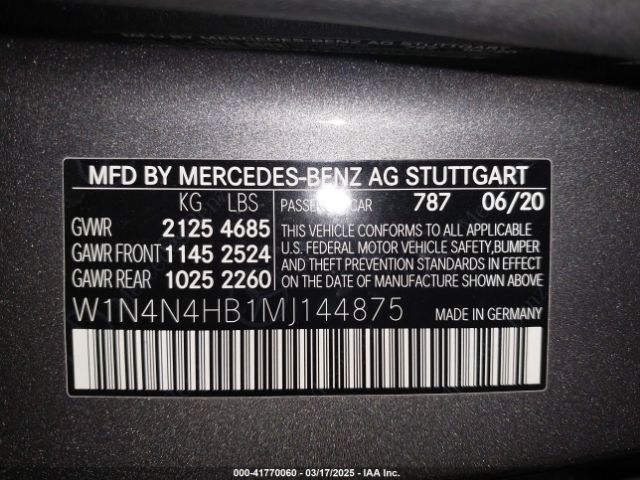 MFD BY MERCEDES-BENZ AG STUTTGART
KG LBS PASSENGER CAR 787 06/20
GVWR 2125 4685
GAWR FRONT 1145 2524
GAWR REAR 1025 2260
THIS VEHICLE CONFORMS TO ALL APPLICABLE
U.S. FEDERAL MOTOR VEHICLE SAFETY, BUMPER
AND THEFT PREVENTION STANDARDS IN EFFECT
ON THE DATE OF MANUFACTURE SHOWN ABOVE.
W1N4N4HB1MJ144875
MADE IN GERMANY
000-41770060 - 03/17/2025 - IAA Inc.